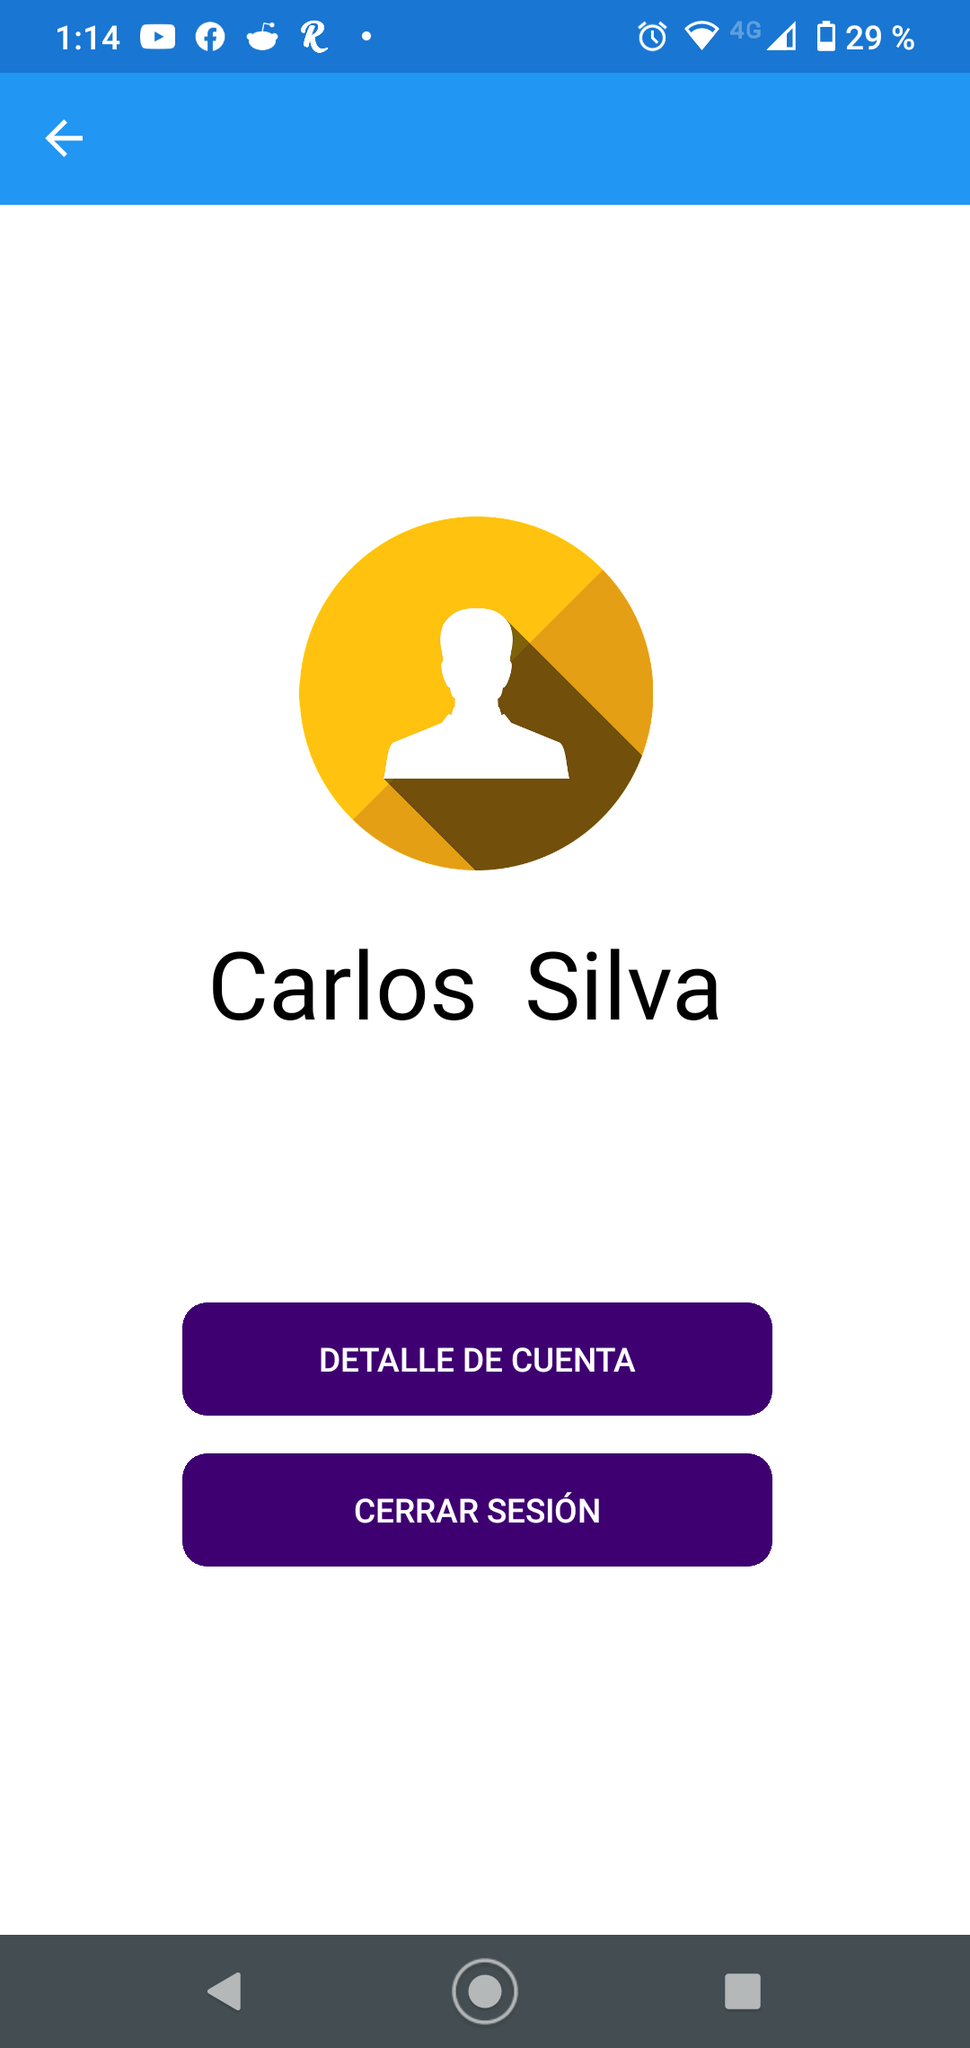 1:14 4G 29 %
Carlos Silva
DETALLE DE CUENTA
CERRAR SESIÓN